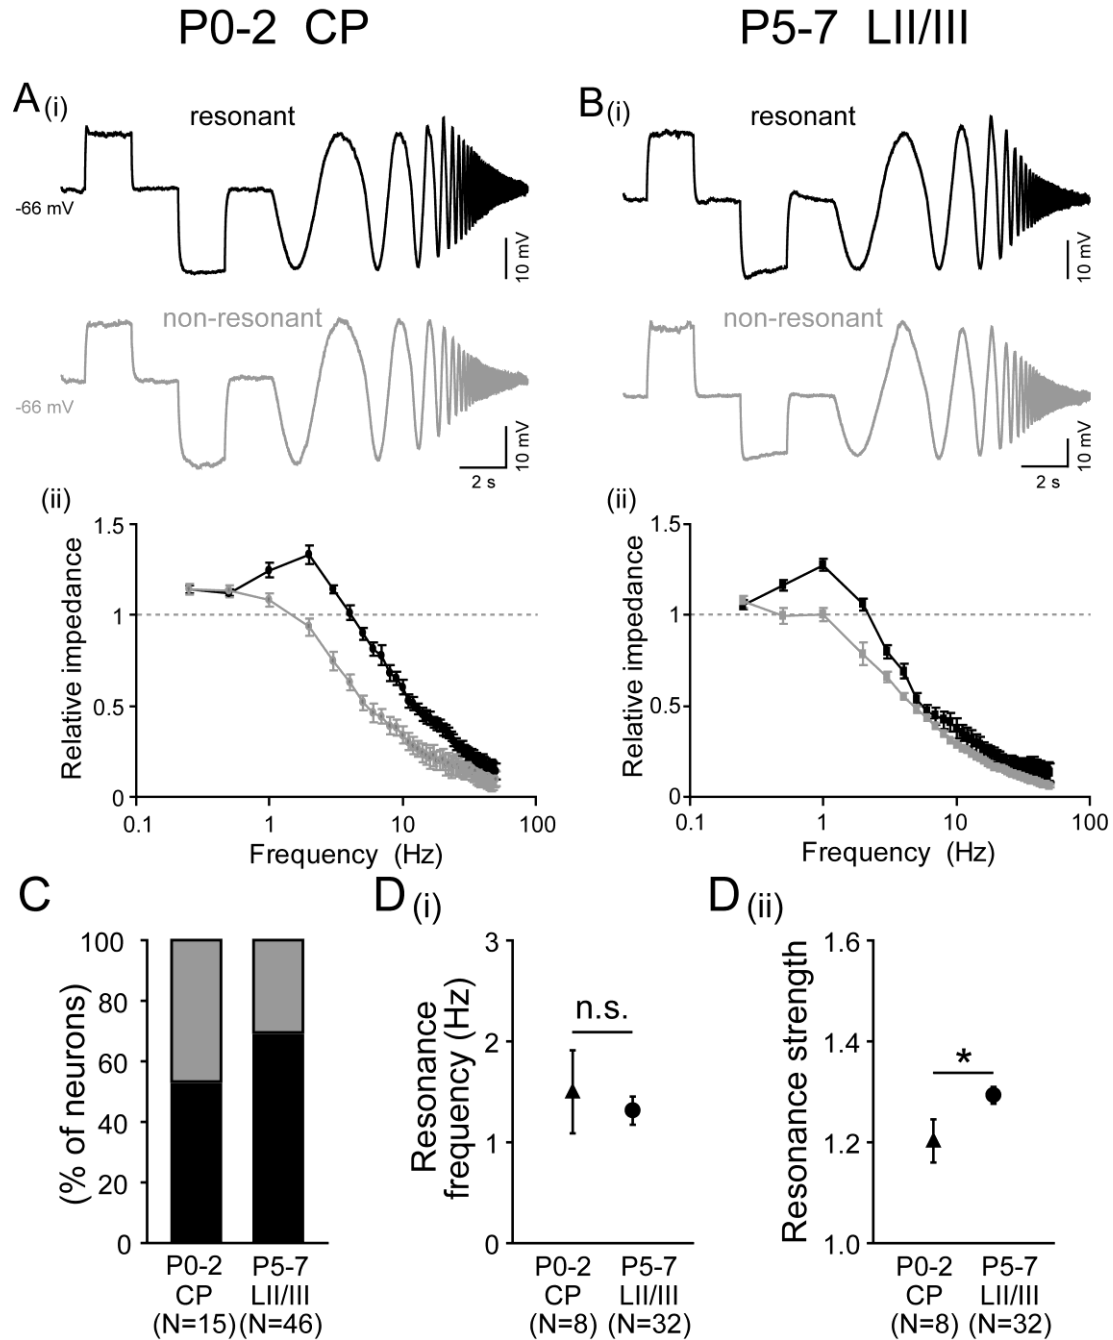 P0-2 CP
P5-7 LII/III
A(i)
resonant
-66 mV
10 mV
non-resonant
-66 mV
10 mV
2 s
B(i)
resonant
10 mV
non-resonant
10 mV
2 s
(ii)
Relative impedance
1.5
1
0.5
0
0.1
1
10
100
Frequency (Hz)
(ii)
Relative impedance
1.5
1
0.5
0
0.1
1
10
100
Frequency (Hz)
C
(% of neurons)
100
80
60
40
20
0
P0-2
CP
(N=15)
P5-7
LII/III
(N=46)
D(i)
Resonance
frequency (Hz)
3
2
1
0
n.s.
P0-2
CP
(N=8)
P5-7
LII/III
(N=32)
D(ii)
Resonance strength
1.6
1.4
1.2
1.0
*
P0-2
CP
(N=8)
P5-7
LII/III
(N=32)